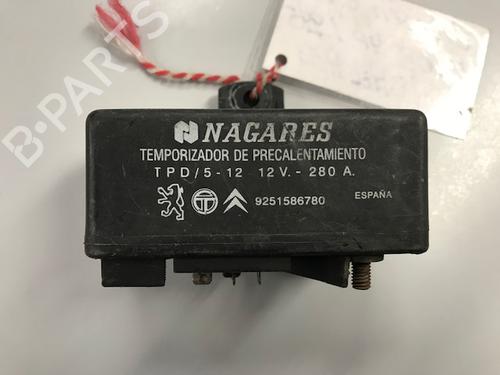 B-PARTS
NAGARES
TEMPORIZADOR DE PRECALENTAMIENTO
TPD/5-12 12V.- 280 A.
9251586780 ESPAÑA